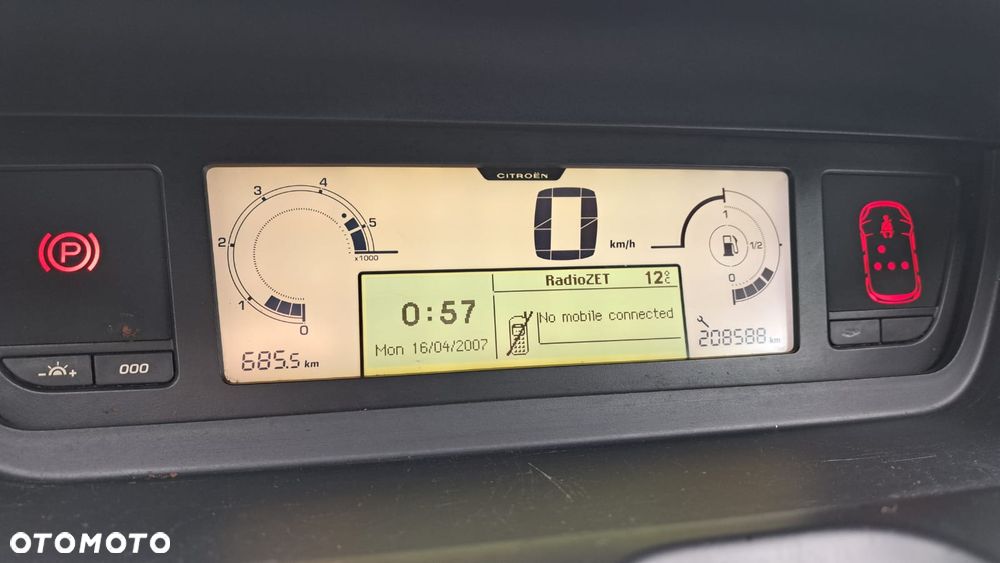 CITROËN
4
3
5
2
x1000
1
0
km/h
0
1
1/2
0
RadioZET 12°C
0:57
No mobile connected
Mon 16/04/2007
685.5 km
208588 km
P
- +
000
OTOMOTO